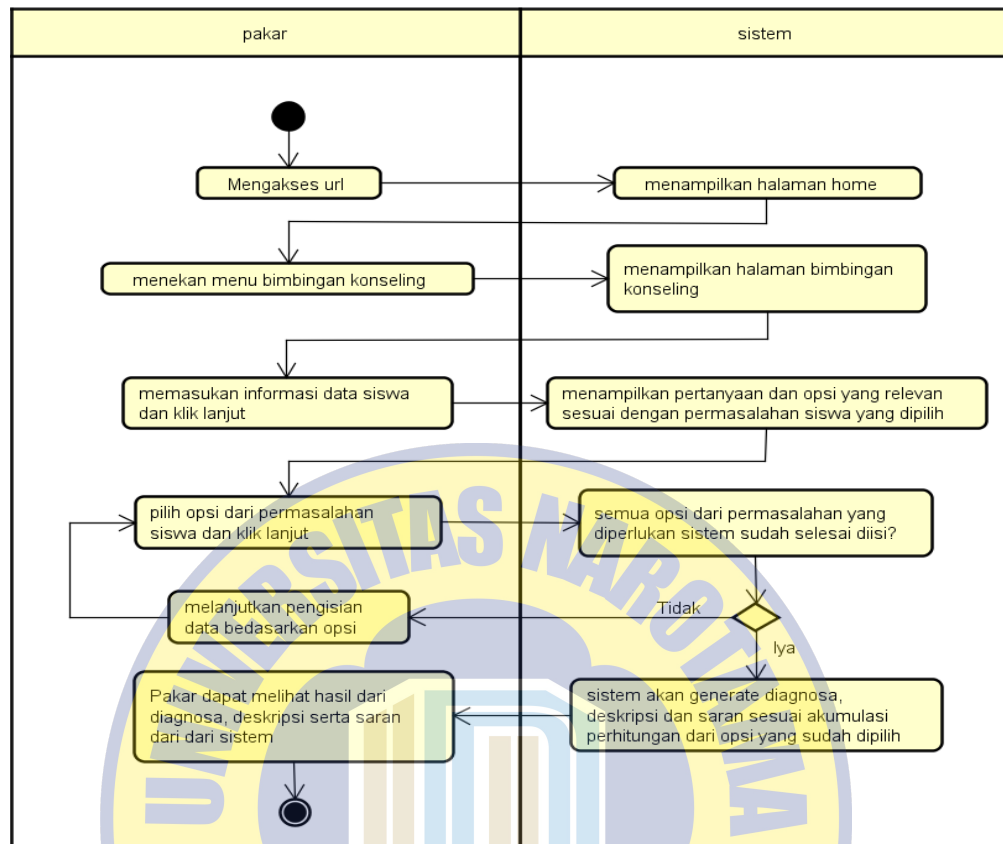 pakar
sistem
Mengakses url
menampilkan halaman home
menekan menu bimbingan konseling
menampilkan halaman bimbingan
konseling
memasukan informasi data siswa
dan klik lanjut
menampilkan pertanyaan dan opsi yang relevan
sesuai dengan permasalahan siswa yang dipilih
pilih opsi dari permasalahan
siswa dan klik lanjut
semua opsi dari permasalahan yang
diperlukan sistem sudah selesai diisi?
Tidak
melanjutkan pengisian
data bedasarkan opsi
Iya
sistem akan generate diagnosa,
deskripsi dan saran sesuai akumulasi
perhitungan dari opsi yang sudah dipilih
Pakar dapat melihat hasil dari
diagnosa, deskripsi serta saran
dari dari sistem
UNIVERSITAS NAROTAMA